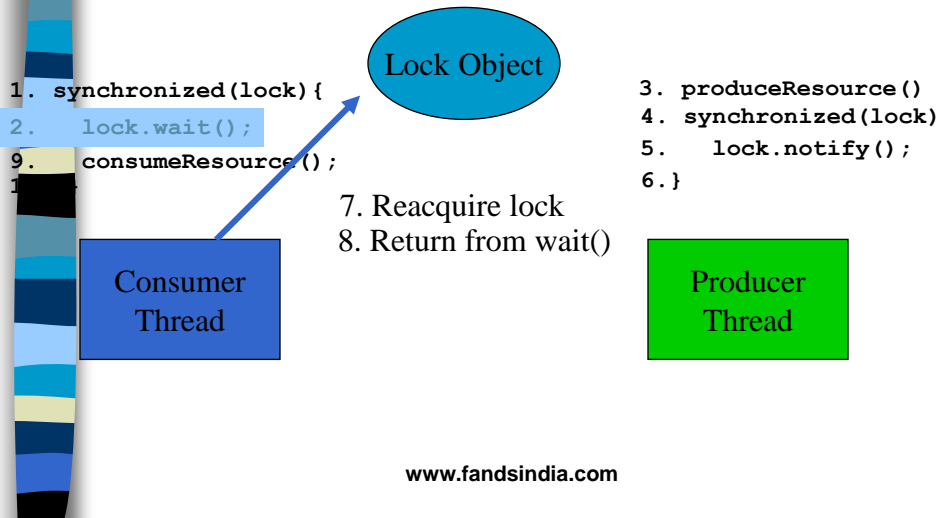 Lock Object
1. synchronized(lock){
2. lock.wait();
9. consumeResource();
1
3. produceResource()
4. synchronized(lock)
5. lock.notify();
6.}
7. Reacquire lock
8. Return from wait()
Consumer
Thread
Producer
Thread
www.fandsindia.com